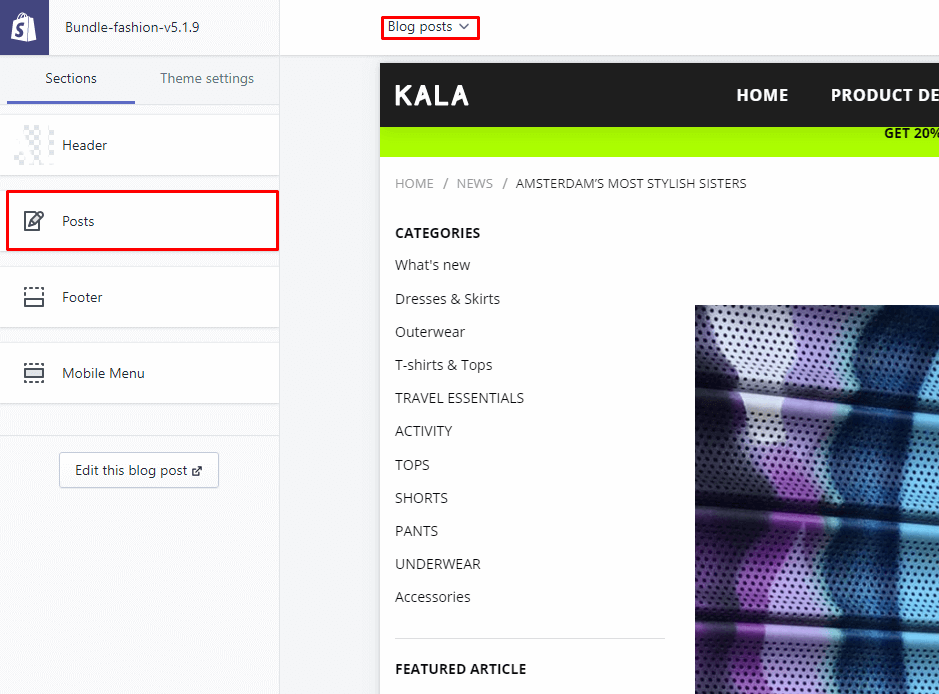 Bundle-fashion-v5.1.9
Blog posts
Sections
Theme settings
Header
Posts
Footer
Mobile Menu
Edit this blog post
KALA
HOME
PRODUCT DE
GET 20%
HOME / NEWS / AMSTERDAM'S MOST STYLISH SISTERS
CATEGORIES
What's new
Dresses & Skirts
Outerwear
T-shirts & Tops
TRAVEL ESSENTIALS
ACTIVITY
TOPS
SHORTS
PANTS
UNDERWEAR
Accessories
FEATURED ARTICLE